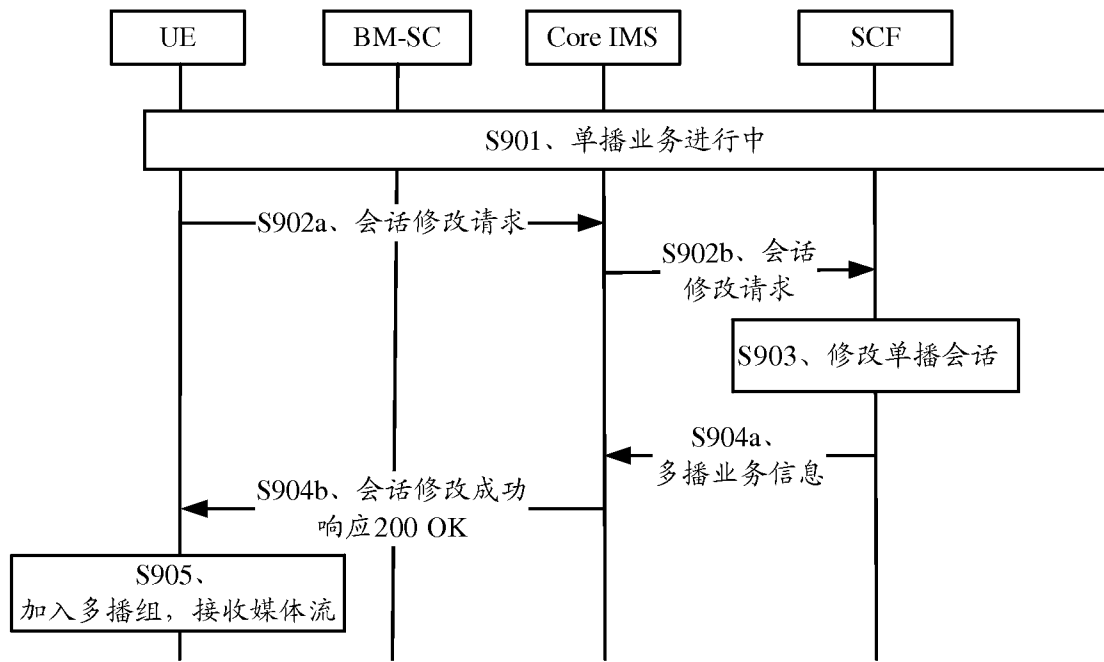 UE
BM-SC
Core IMS
SCF
S901、单播业务进行中
S902a、会话修改请求
S902b、会话
修改请求
S903、修改单播会话
S904a、
多播业务信息
S904b、会话修改成功
响应200 OK
S905、
加入多播组，接收媒体流